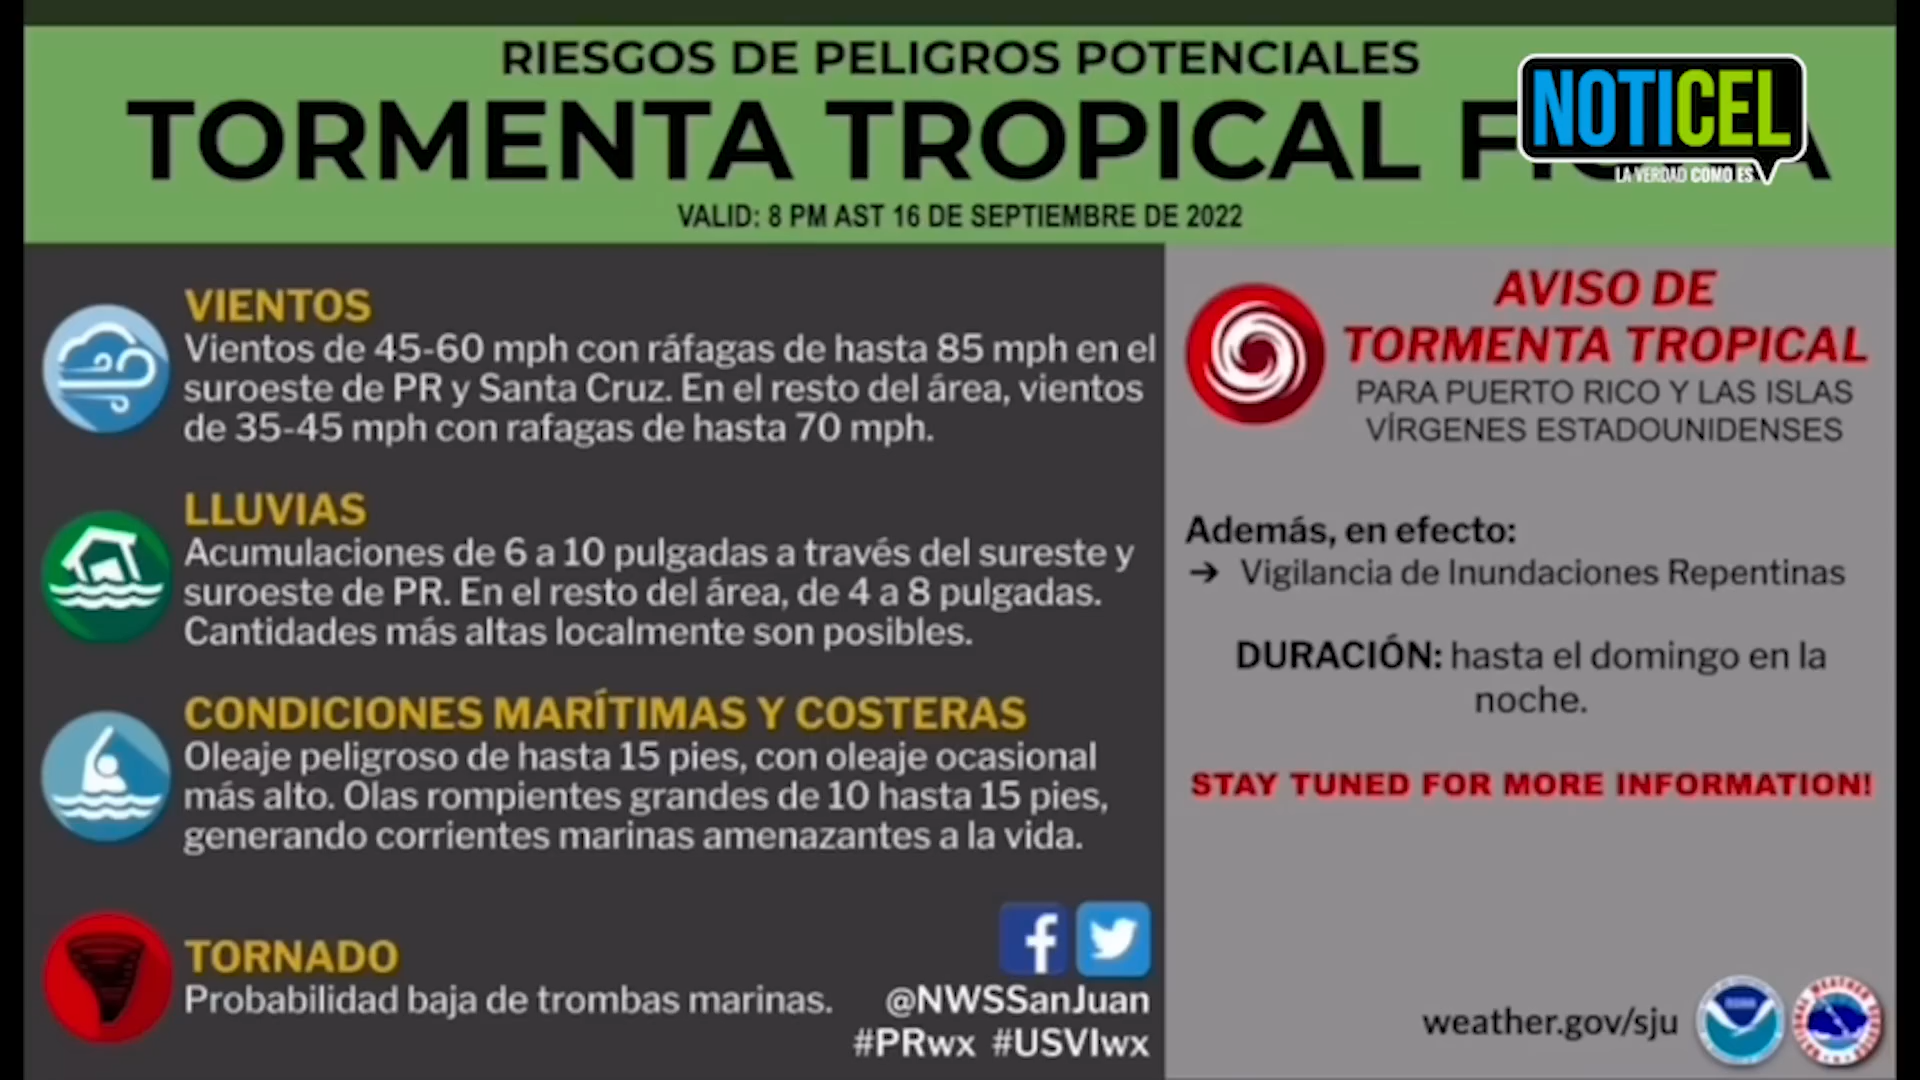 RIESGOS DE PELIGROS POTENCIALES
TORMENTA TROPICAL
NOTICEL
LA VERDAD COMO ES
VALID: 8 PM AST 16 DE SEPTIEMBRE DE 2022
VIENTOS
Vientos de 45-60 mph con ráfagas de hasta 85 mph en el
suroeste de PR y Santa Cruz. En el resto del área, vientos
de 35-45 mph con rafagas de hasta 70 mph.
LLUVIAS
Acumulaciones de 6 a 10 pulgadas a través del sureste y
suroeste de PR. En el resto del área, de 4 a 8 pulgadas.
Cantidades más altas localmente son posibles.
CONDICIONES MARÍTIMAS Y COSTERAS
Oleaje peligroso de hasta 15 pies, con oleaje ocasional
más alto. Olas rompientes grandes de 10 hasta 15 pies,
generando corrientes marinas amenazantes a la vida.
TORNADO
Probabilidad baja de trombas marinas.
@NWSSanJuan
#PRwx #USVIwx
AVISO DE
TORMENTA TROPICAL
PARA PUERTO RICO Y LAS ISLAS
VÍRGENES ESTADOUNIDENSES
Además, en efecto:
→ Vigilancia de Inundaciones Repentinas
DURACIÓN: hasta el domingo en la
noche.
STAY TUNED FOR MORE INFORMATION!
weather.gov/sju